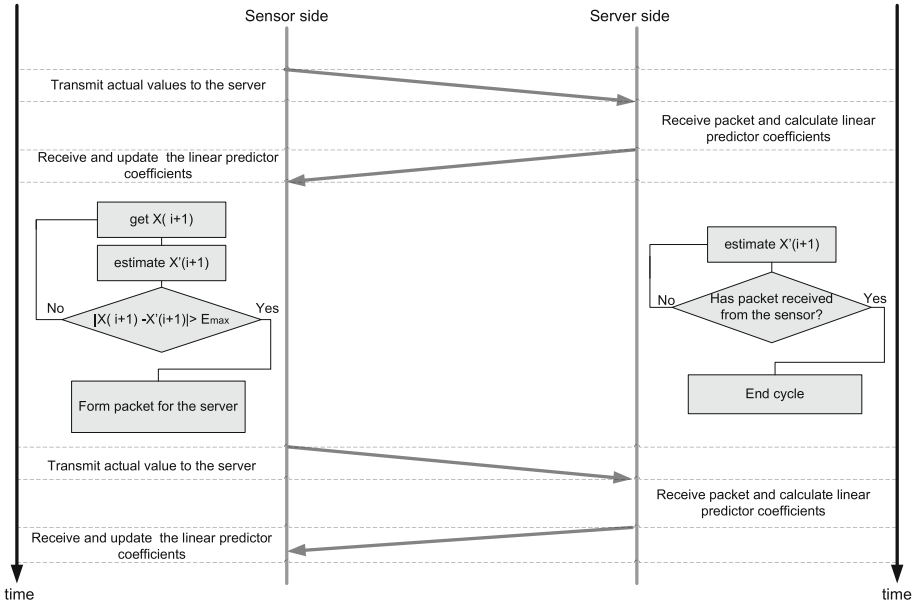 Sensor side
Server side
Transmit actual values to the server
Receive packet and calculate linear
predictor coefficients
Receive and update the linear predictor
coefficients
get X( i+1)
estimate X'(i+1)
No
|X( i+1) -X'(i+1)|> Emax
Yes
Form packet for the server
estimate X'(i+1)
No
Has packet received
from the sensor?
Yes
End cycle
Transmit actual value to the server
Receive packet and calculate linear
predictor coefficients
Receive and update the linear predictor
coefficients
time
time